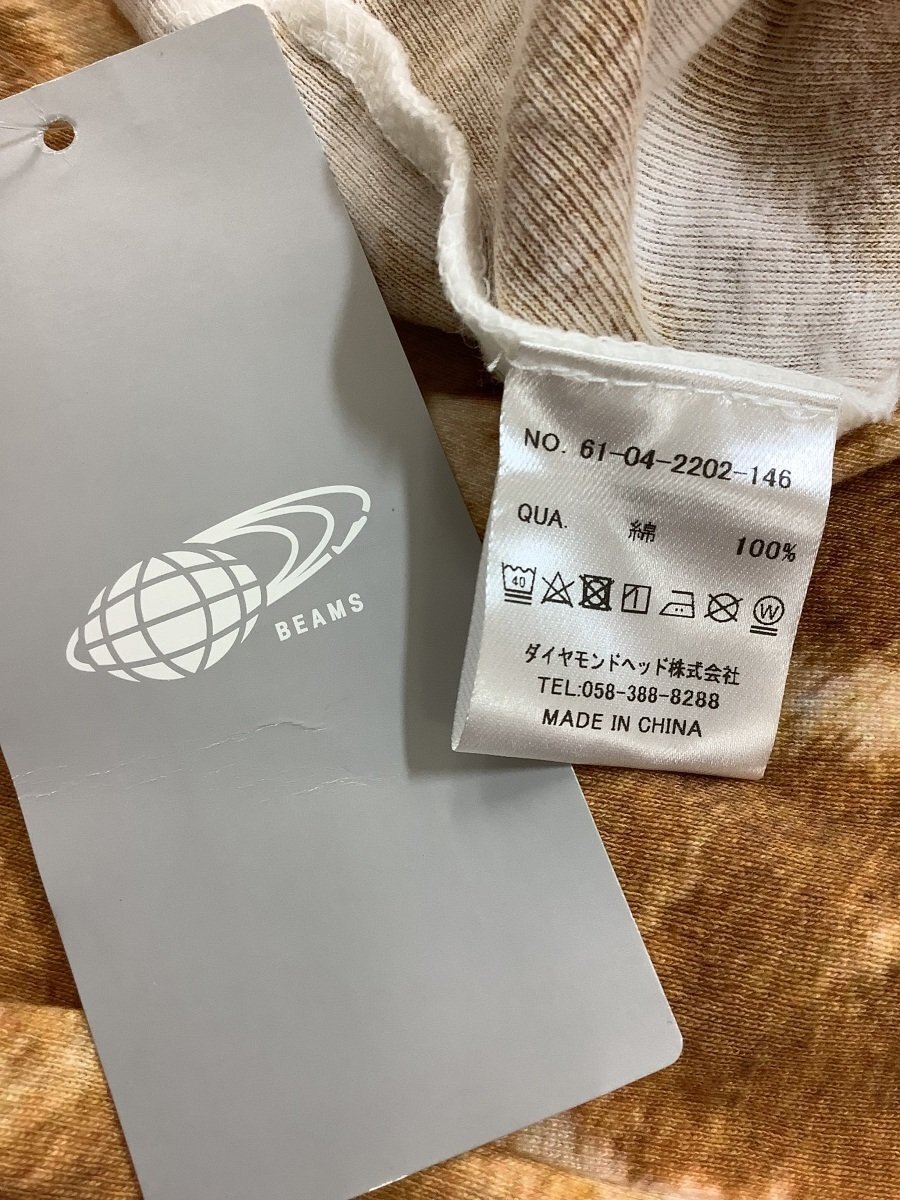 BEAMS
NO. 61-04-2202-146
QUA. 綿 100%
40
W
ダイヤモンドヘッド株式会社
TEL:058-388-8288
MADE IN CHINA